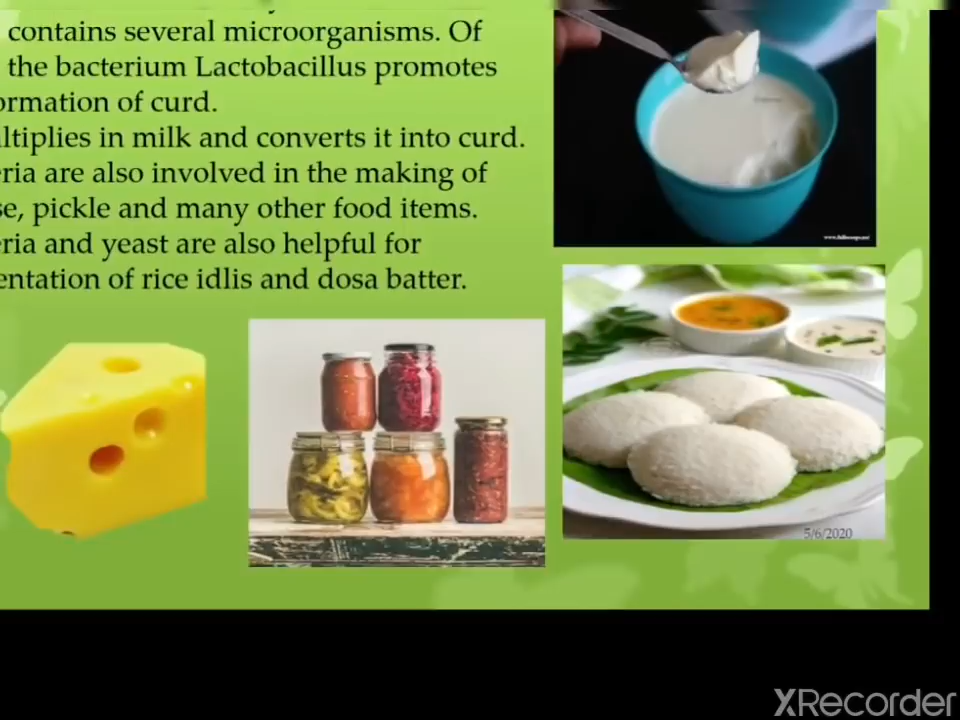 contains several microorganisms. Of
the bacterium Lactobacillus promotes
ormation of curd.
ltiplies in milk and converts it into curd.
eria are also involved in the making of
se, pickle and many other food items.
eria and yeast are also helpful for
entation of rice idlis and dosa batter.
5/6/2020
XRecorder